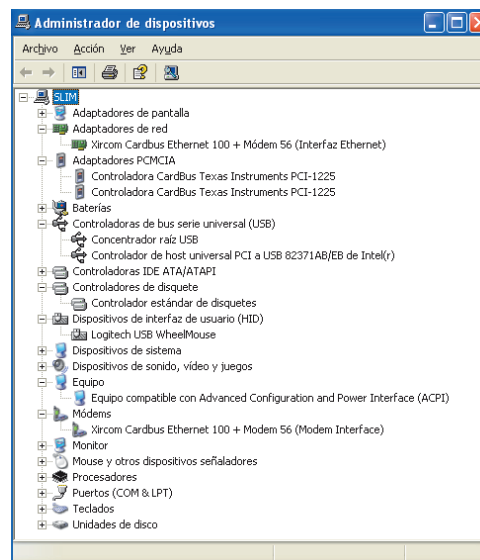 Administrador de dispositivos
Archivo Acción Ver Ayuda
SLIM
Adaptadores de pantalla
Adaptadores de red
Xircom Cardbus Ethernet 100 + Módem 56 (Interfaz Ethernet)
Adaptadores PCMCIA
Controladora CardBus Texas Instruments PCI-1225
Controladora CardBus Texas Instruments PCI-1225
Baterías
Controladoras de bus serie universal (USB)
Concentrador raíz USB
Controlador de host universal PCI a USB 82371AB/EB de Intel(r)
Controladoras IDE ATA/ATAPI
Controladores de disquete
Controlador estándar de disquetes
Dispositivos de interfaz de usuario (HID)
Logitech USB WheelMouse
Dispositivos de sistema
Dispositivos de sonido, vídeo y juegos
Equipo
Equipo compatible con Advanced Configuration and Power Interface (ACPI)
Módems
Xircom Cardbus Ethernet 100 + Modem 56 (Modem Interface)
Monitor
Mouse y otros dispositivos señaladores
Procesadores
Puertos (COM & LPT)
Teclados
Unidades de disco